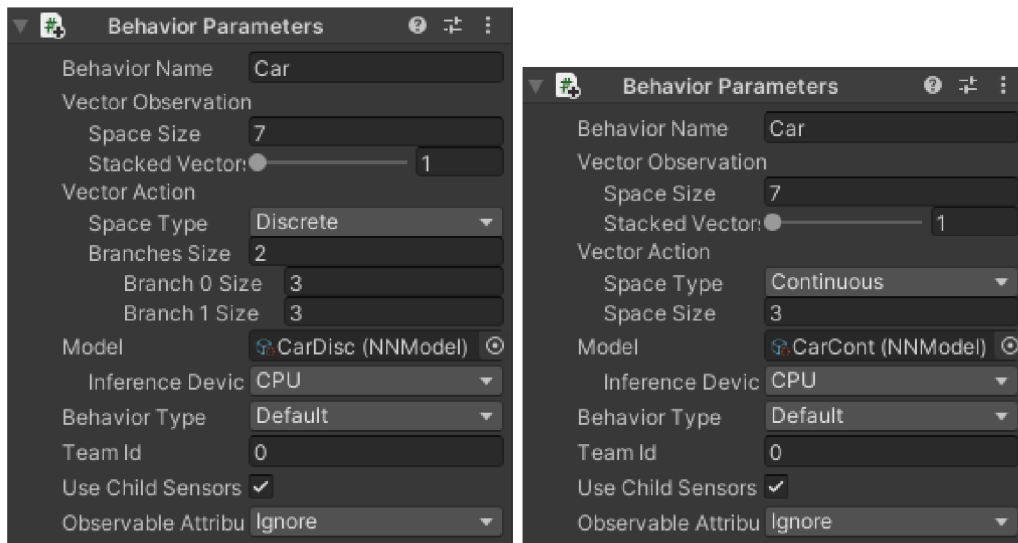 Behavior Parameters
Behavior Name Car
Vector Observation
Space Size 7
Stacked Vectors 1
Vector Action
Space Type Discrete
Branches Size 2
Branch 0 Size 3
Branch 1 Size 3
Model CarDisc (NNModel)
Inference Devic CPU
Behavior Type Default
Team Id 0
Use Child Sensors
Observable Attribu Ignore
Behavior Parameters
Behavior Name Car
Vector Observation
Space Size 7
Stacked Vectors 1
Vector Action
Space Type Continuous
Space Size 3
Model CarCont (NNModel)
Inference Devic CPU
Behavior Type Default
Team Id 0
Use Child Sensors
Observable Attribu Ignore